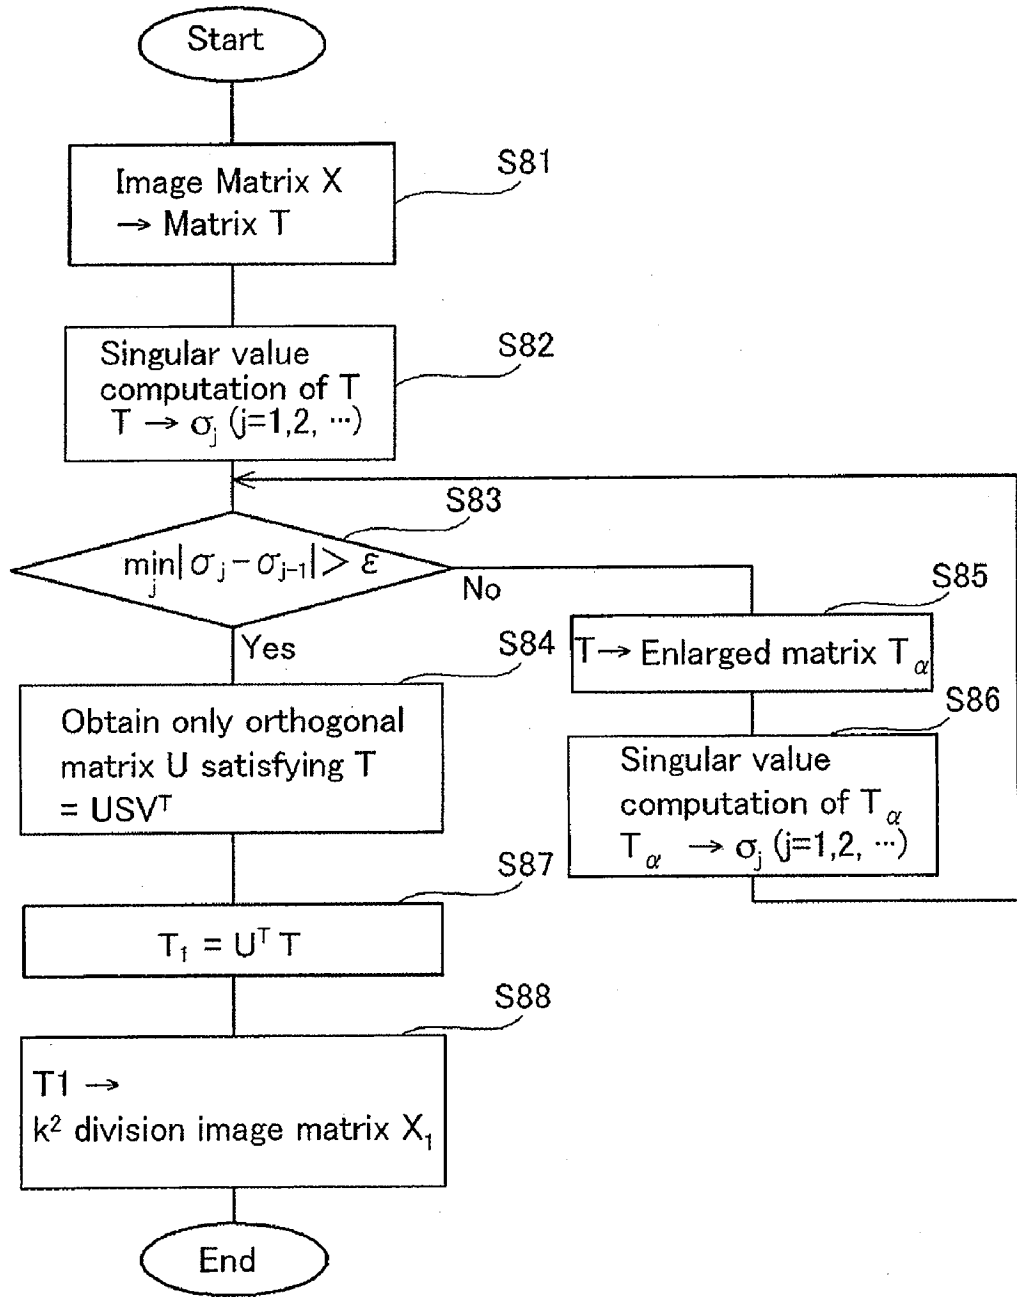 Start
S81
Image Matrix X
→ Matrix T
S82
Singular value
computation of T
T → σj (j=1,2, ···)
S83
min|σj − σj-1| > ε
j
No
Yes
S85
T→ Enlarged matrix Tα
S84
Obtain only orthogonal
matrix U satisfying T
= USVᵀ
S86
Singular value
computation of Tα
Tα → σj (j=1,2, ···)
S87
T₁ = Uᵀ T
S88
T1 →
k² division image matrix X₁
End